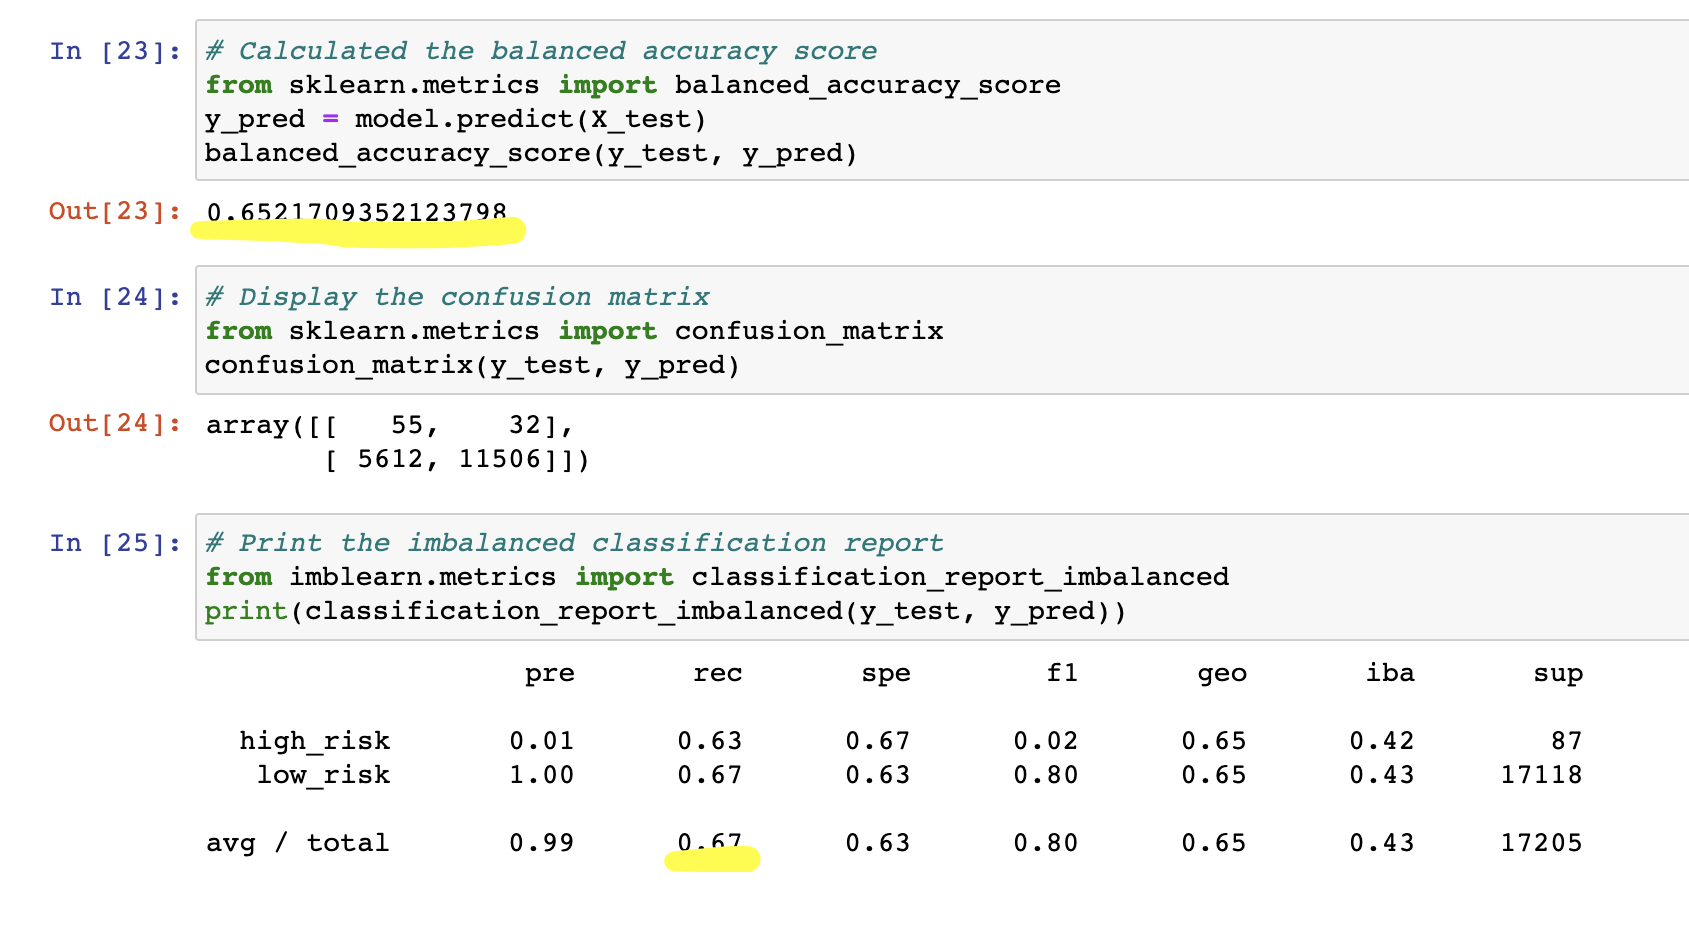 In [23]: # Calculated the balanced accuracy score
from sklearn.metrics import balanced_accuracy_score
y_pred = model.predict(X_test)
balanced_accuracy_score(y_test, y_pred)
Out[23]: 0.6521709352123798
In [24]: # Display the confusion matrix
from sklearn.metrics import confusion_matrix
confusion_matrix(y_test, y_pred)
Out[24]: array([[   55,    32],
       [ 5612, 11506]])
In [25]: # Print the imbalanced classification report
from imblearn.metrics import classification_report_imbalanced
print(classification_report_imbalanced(y_test, y_pred))
pre rec spe f1 geo iba sup
high_risk 0.01 0.63 0.67 0.02 0.65 0.42 87
low_risk 1.00 0.67 0.63 0.80 0.65 0.43 17118
avg / total 0.99 0.67 0.63 0.80 0.65 0.43 17205